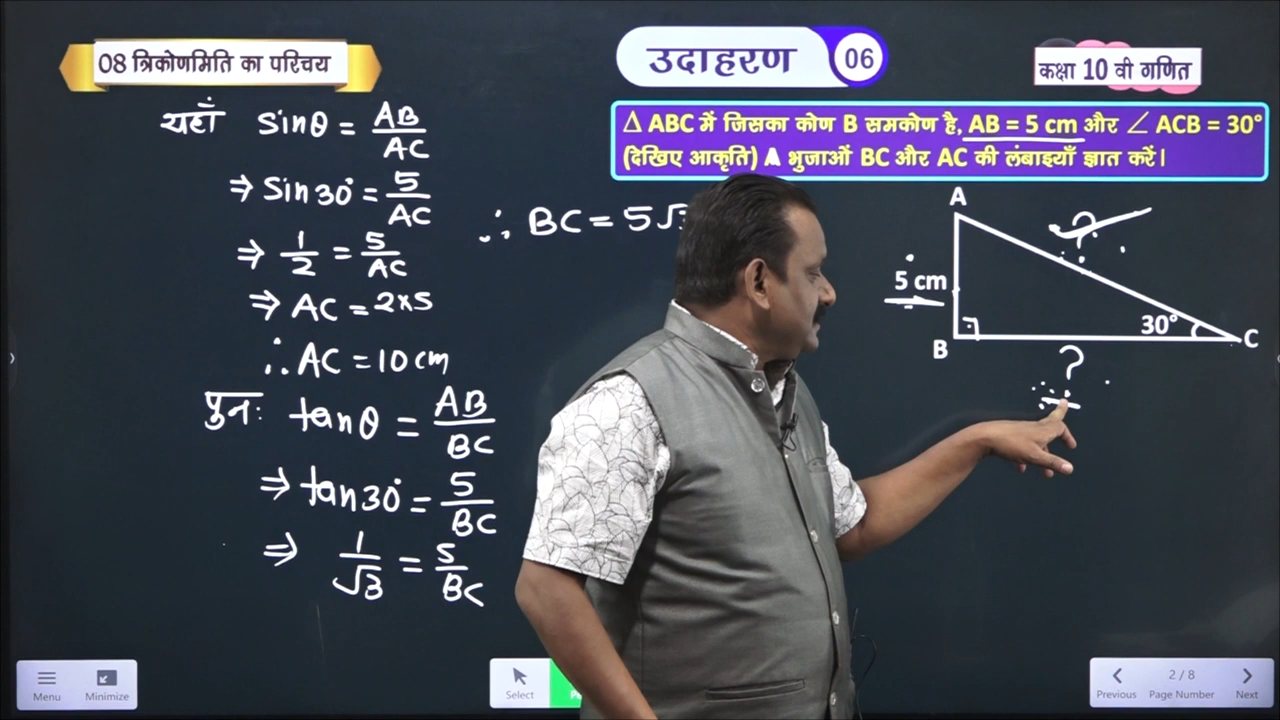 08 त्रिकोणमिति का परिचय
उदाहरण 06
कक्षा 10 वी गणित
Δ ABC में जिसका कोण B समकोण है, AB = 5 cm और ∠ ACB = 30°
(देखिए आकृति) A भुजाओं BC और AC की लंबाइयाँ ज्ञात करें।
यहाँ sinθ = AB/AC
⇒ Sin30° = 5/AC
⇒ 1/2 = 5/AC
⇒ AC = 2×5
∴ AC = 10 cm
पुनः tanθ = AB/BC
⇒ tan30° = 5/BC
⇒ 1/√3 = 5/BC
∴ BC = 5√3
A
?
5 cm
30°
B
C
?
Menu
Minimize
Select
Previous
2 / 8
Page Number
Next